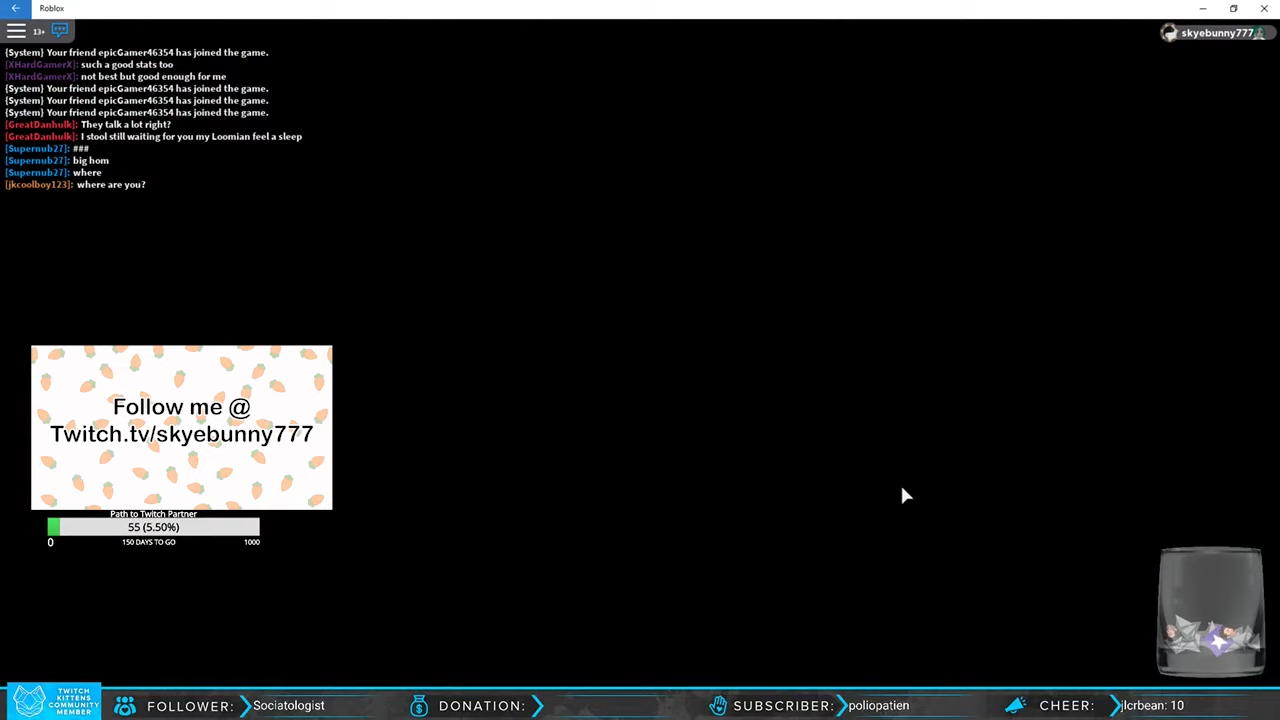 Roblox
13+
skyebunny777
{System} Your friend epicGamer46354 has joined the game.
[XHardGamerX]: such a good stats too
[XHardGamerX]: not best but good enough for me
{System} Your friend epicGamer46354 has joined the game.
{System} Your friend epicGamer46354 has joined the game.
{System} Your friend epicGamer46354 has joined the game.
[GreatDanhulk]: They talk a lot right?
[GreatDanhulk]: I stool still waiting for you my Loomian feel a sleep
[Supernub27]: ###
[Supernub27]: big hom
[Supernub27]: where
[jkcoolboy123]: where are you?
Follow me @
Twitch.tv/skyebunny777
Path to Twitch Partner
55 (5.50%)
0 150 DAYS TO GO 1000
TWITCH
KITTENS
COMMUNITY
MEMBER
FOLLOWER: Sociatologist
DONATION:
SUBSCRIBER: poliopatien
CHEER: jlcrbean: 10